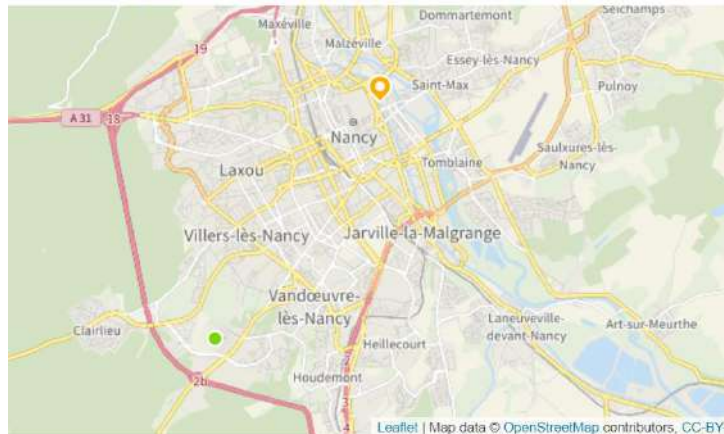 Dommartemont
Seichamps
Maxéville
Malzéville
19
Essey-lès-Nancy
Saint-Max
Pulnoy
A 31
18
Nancy
Saulxures-lès-
Nancy
Tomblaine
Laxou
Villers-lès-Nancy
Jarville-la-Malgrange
Vandœuvre-
lès-Nancy
Clairlieu
Laneuveville-
devant-Nancy
Art-sur-Meurthe
Heillecourt
2b
Houdemont
4
Leaflet | Map data © OpenStreetMap contributors, CC-BY